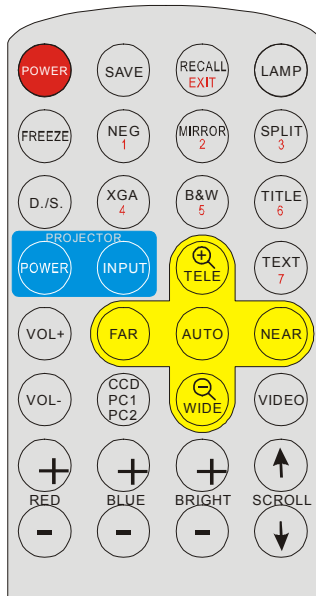 POWER SAVE RECALL LAMP
EXIT
FREEZE NEG MIRROR SPLIT
1 2 3
D./S. XGA B&W TITLE
4 5 6
PROJECTOR
POWER INPUT TELE TEXT
7
VOL+ FAR AUTO NEAR
VOL- CCD WIDE VIDEO
PC1
PC2
+ + +
RED BLUE BRIGHT SCROLL
- - -